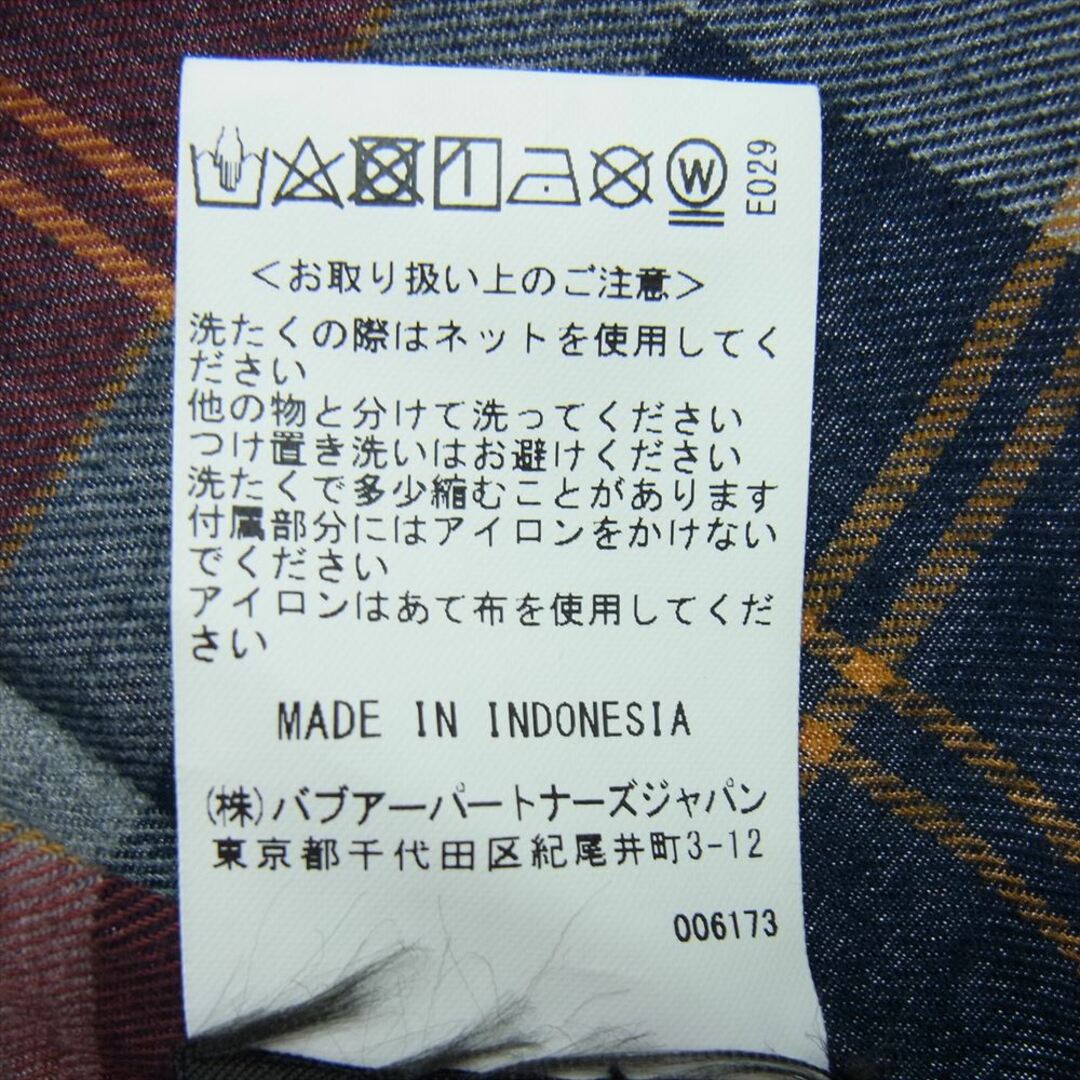 W
E029
<お取り扱い上のご注意>
洗たくの際はネットを使用してく
ださい
他の物と分けて洗ってください
つけ置き洗いはお避けください
洗たくで多少縮むことがあります
付属部分にはアイロンをかけない
でください
アイロンはあて布を使用してくだ
さい
MADE IN INDONESIA
(株)バブアーパートナーズジャパン
東京都千代田区紀尾井町3-12
006173